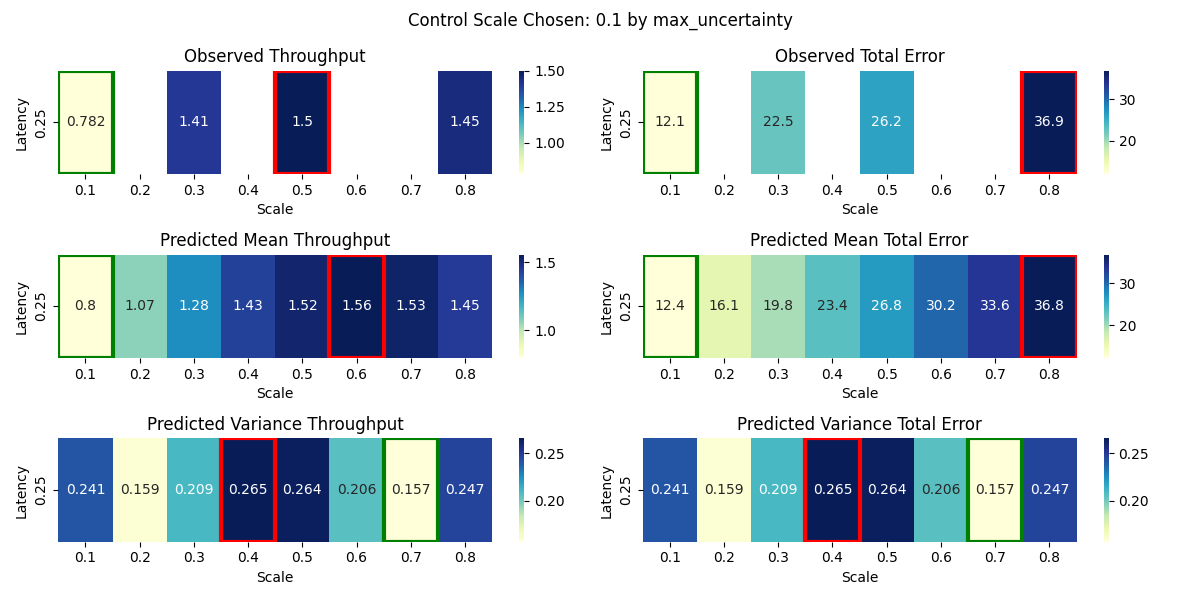 Control Scale Chosen: 0.1 by max_uncertainty
Observed Throughput
Latency
0.25
0.782 1.41 1.5 1.45
0.1 0.2 0.3 0.4 0.5 0.6 0.7 0.8
Scale
1.50
1.25
1.00
Observed Total Error
Latency
0.25
12.1 22.5 26.2 36.9
0.1 0.2 0.3 0.4 0.5 0.6 0.7 0.8
Scale
30
20
Predicted Mean Throughput
Latency
0.25
0.8 1.07 1.28 1.43 1.52 1.56 1.53 1.45
0.1 0.2 0.3 0.4 0.5 0.6 0.7 0.8
Scale
1.5
1.0
Predicted Mean Total Error
Latency
0.25
12.4 16.1 19.8 23.4 26.8 30.2 33.6 36.8
0.1 0.2 0.3 0.4 0.5 0.6 0.7 0.8
Scale
30
20
Predicted Variance Throughput
Latency
0.25
0.241 0.159 0.209 0.265 0.264 0.206 0.157 0.247
0.1 0.2 0.3 0.4 0.5 0.6 0.7 0.8
Scale
0.25
0.20
Predicted Variance Total Error
Latency
0.25
0.241 0.159 0.209 0.265 0.264 0.206 0.157 0.247
0.1 0.2 0.3 0.4 0.5 0.6 0.7 0.8
Scale
0.25
0.20